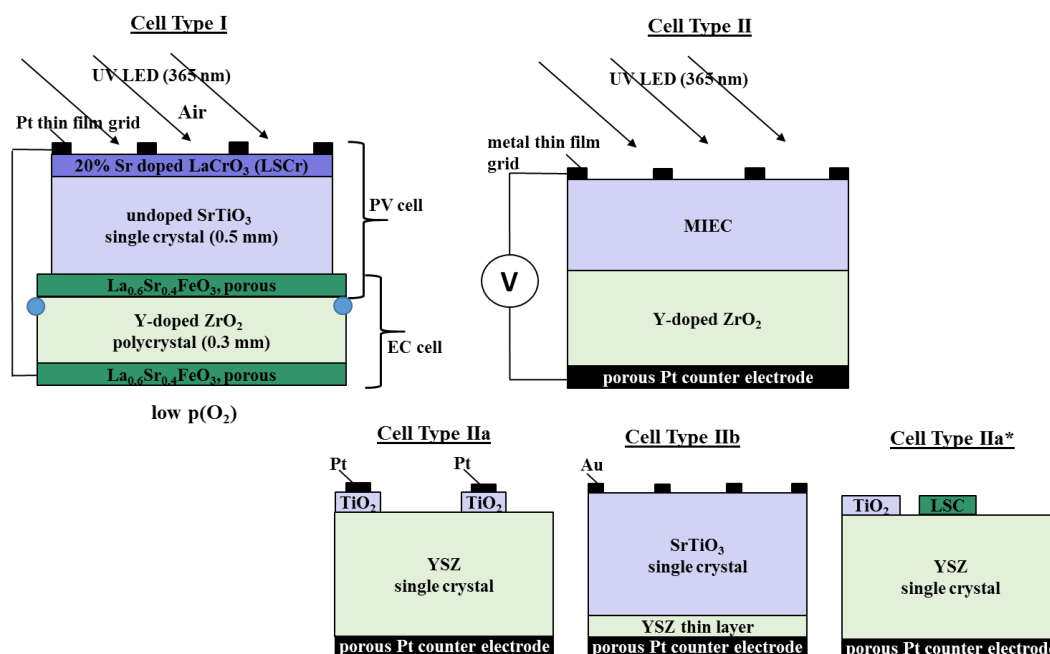 Cell Type I
UV LED (365 nm)
Air
Pt thin film grid
20% Sr doped LaCrO₃ (LSCr)
undoped SrTiO₃
single crystal (0.5 mm)
PV cell
La₀.₆Sr₀.₄FeO₃, porous
Y-doped ZrO₂
polycrystal (0.3 mm)
EC cell
La₀.₆Sr₀.₄FeO₃, porous
low p(O₂)
Cell Type II
UV LED (365 nm)
metal thin film
grid
MIEC
V
Y-doped ZrO₂
porous Pt counter electrode
Cell Type IIa
Pt
Pt
TiO₂
TiO₂
YSZ
single crystal
porous Pt counter electrode
Cell Type IIb
Au
SrTiO₃
single crystal
YSZ thin layer
porous Pt counter electrode
Cell Type IIa*
TiO₂
LSC
YSZ
single crystal
porous Pt counter electrode